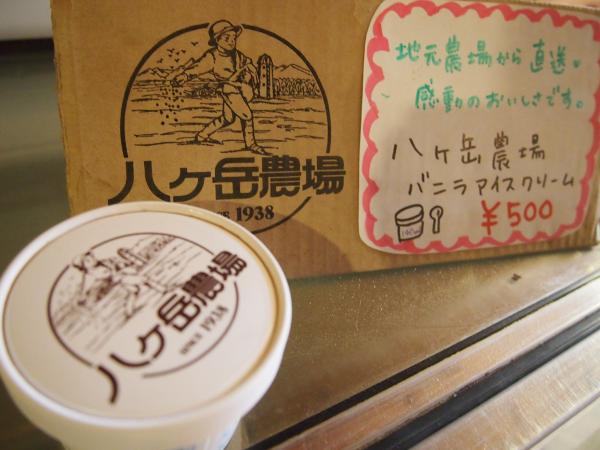 八ヶ岳農場
SINCE 1938
地元農場から直送。
感動のおいしさです。
八ヶ岳農場
バニラアイスクリーム
¥500
八ヶ岳農場
SINCE 1938